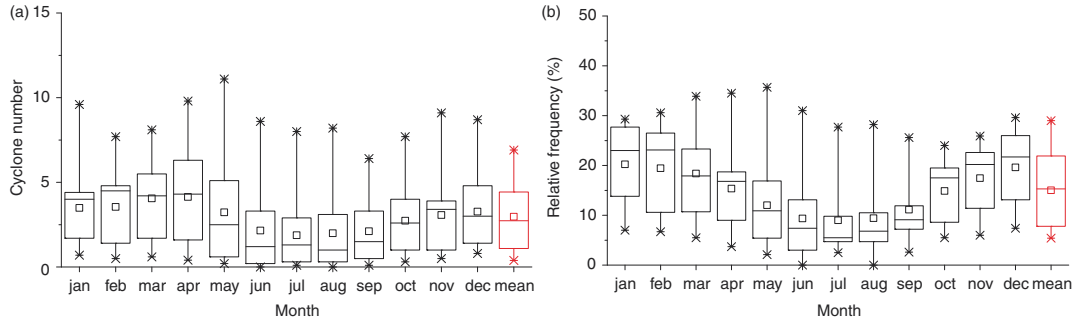 (a)
15
10
5
0
Cyclone number
jan feb mar apr may jun jul aug sep oct nov dec mean
Month
(b)
50
40
30
20
10
0
Relative frequency (%)
jan feb mar apr may jun jul aug sep oct nov dec mean
Month